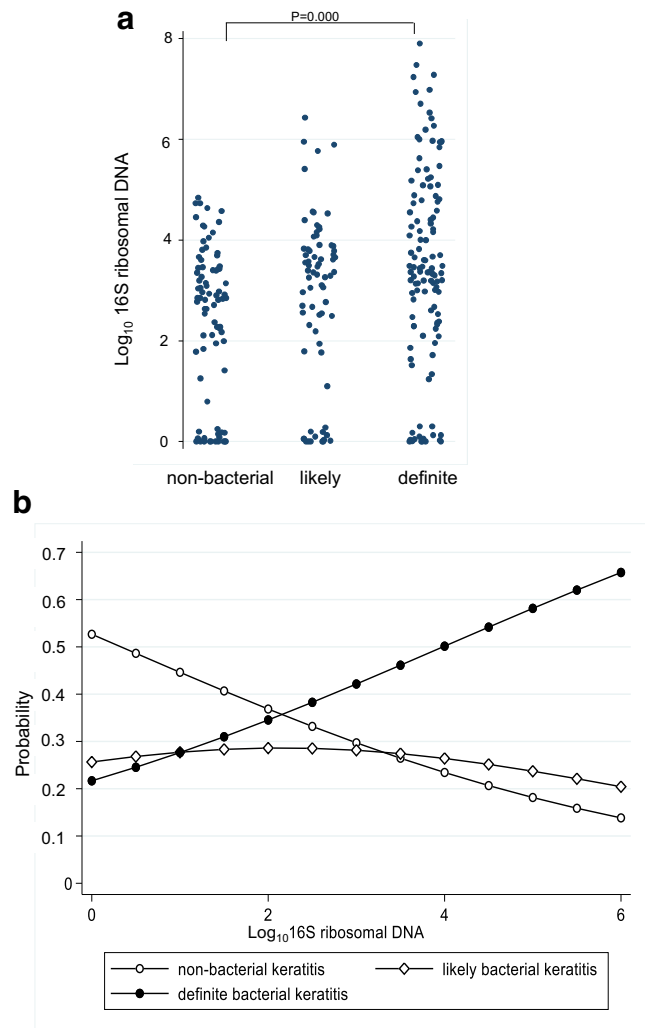 a
P=0.000
8
6
4
2
0
Log10 16S ribosomal DNA
non-bacterial likely definite
b
0.7
0.6
0.5
0.4
0.3
0.2
0.1
0
Probability
0 2 4 6
Log1016S ribosomal DNA
non-bacterial keratitis likely bacterial keratitis
definite bacterial keratitis